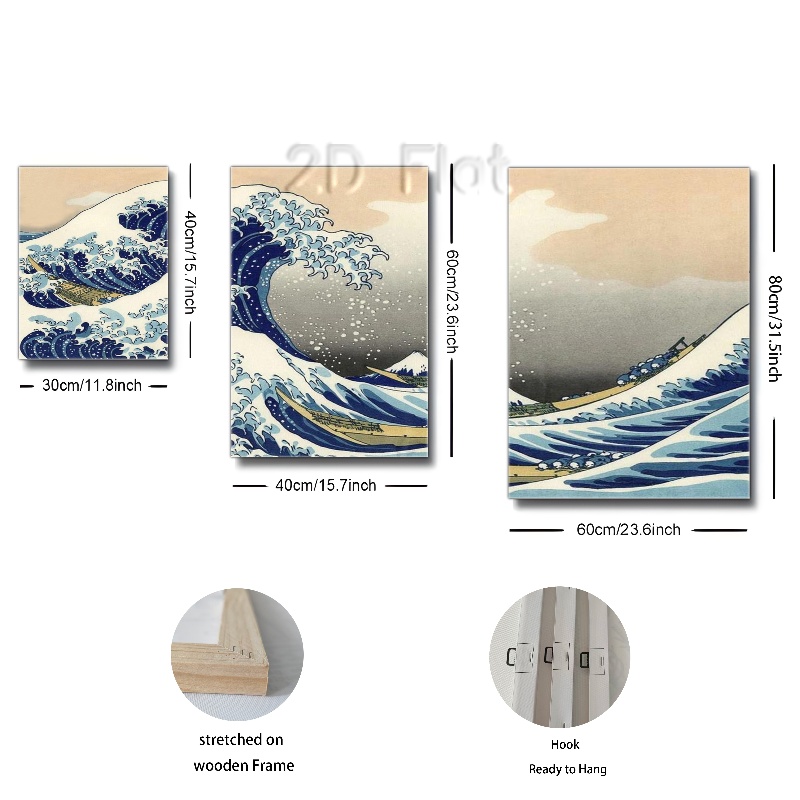 2D Flat
40cm/15.7inch
60cm/23.6inch
80cm/31.5inch
30cm/11.8inch
40cm/15.7inch
60cm/23.6inch
stretched on
wooden Frame
Hook
Ready to Hang